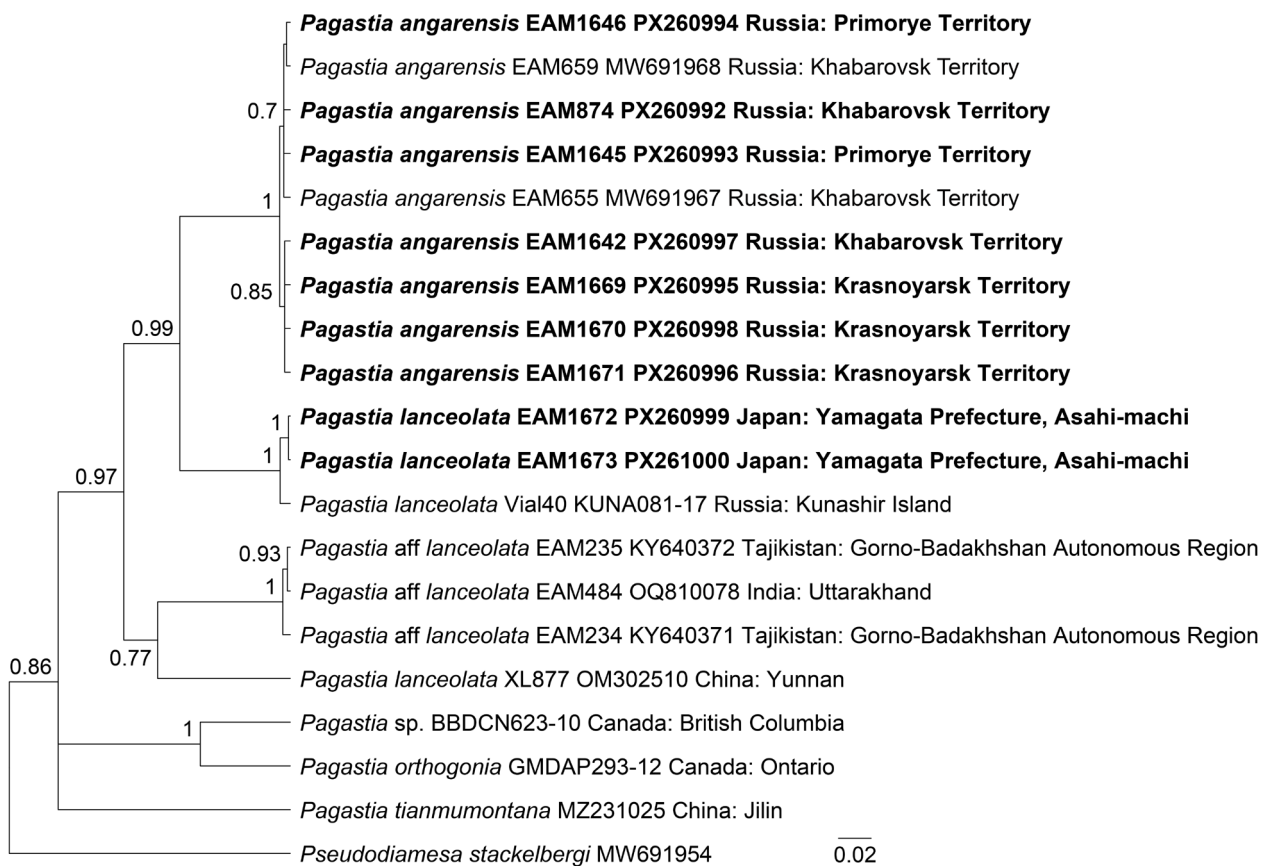 Pagastia angarensis EAM1646 PX260994 Russia: Primorye Territory
Pagastia angarensis EAM659 MW691968 Russia: Khabarovsk Territory
0.7
Pagastia angarensis EAM874 PX260992 Russia: Khabarovsk Territory
Pagastia angarensis EAM1645 PX260993 Russia: Primorye Territory
1
Pagastia angarensis EAM655 MW691967 Russia: Khabarovsk Territory
Pagastia angarensis EAM1642 PX260997 Russia: Khabarovsk Territory
0.85
Pagastia angarensis EAM1669 PX260995 Russia: Krasnoyarsk Territory
0.99
Pagastia angarensis EAM1670 PX260998 Russia: Krasnoyarsk Territory
Pagastia angarensis EAM1671 PX260996 Russia: Krasnoyarsk Territory
1
Pagastia lanceolata EAM1672 PX260999 Japan: Yamagata Prefecture, Asahi-machi
1
Pagastia lanceolata EAM1673 PX261000 Japan: Yamagata Prefecture, Asahi-machi
0.97
Pagastia lanceolata Vial40 KUNA081-17 Russia: Kunashir Island
0.93
Pagastia aff lanceolata EAM235 KY640372 Tajikistan: Gorno-Badakhshan Autonomous Region
1
Pagastia aff lanceolata EAM484 OQ810078 India: Uttarakhand
Pagastia aff lanceolata EAM234 KY640371 Tajikistan: Gorno-Badakhshan Autonomous Region
0.77
0.86
Pagastia lanceolata XL877 OM302510 China: Yunnan
1
Pagastia sp. BBDCN623-10 Canada: British Columbia
Pagastia orthogonia GMDAP293-12 Canada: Ontario
Pagastia tianmumontana MZ231025 China: Jilin
Pseudodiamesa stackelbergi MW691954
0.02